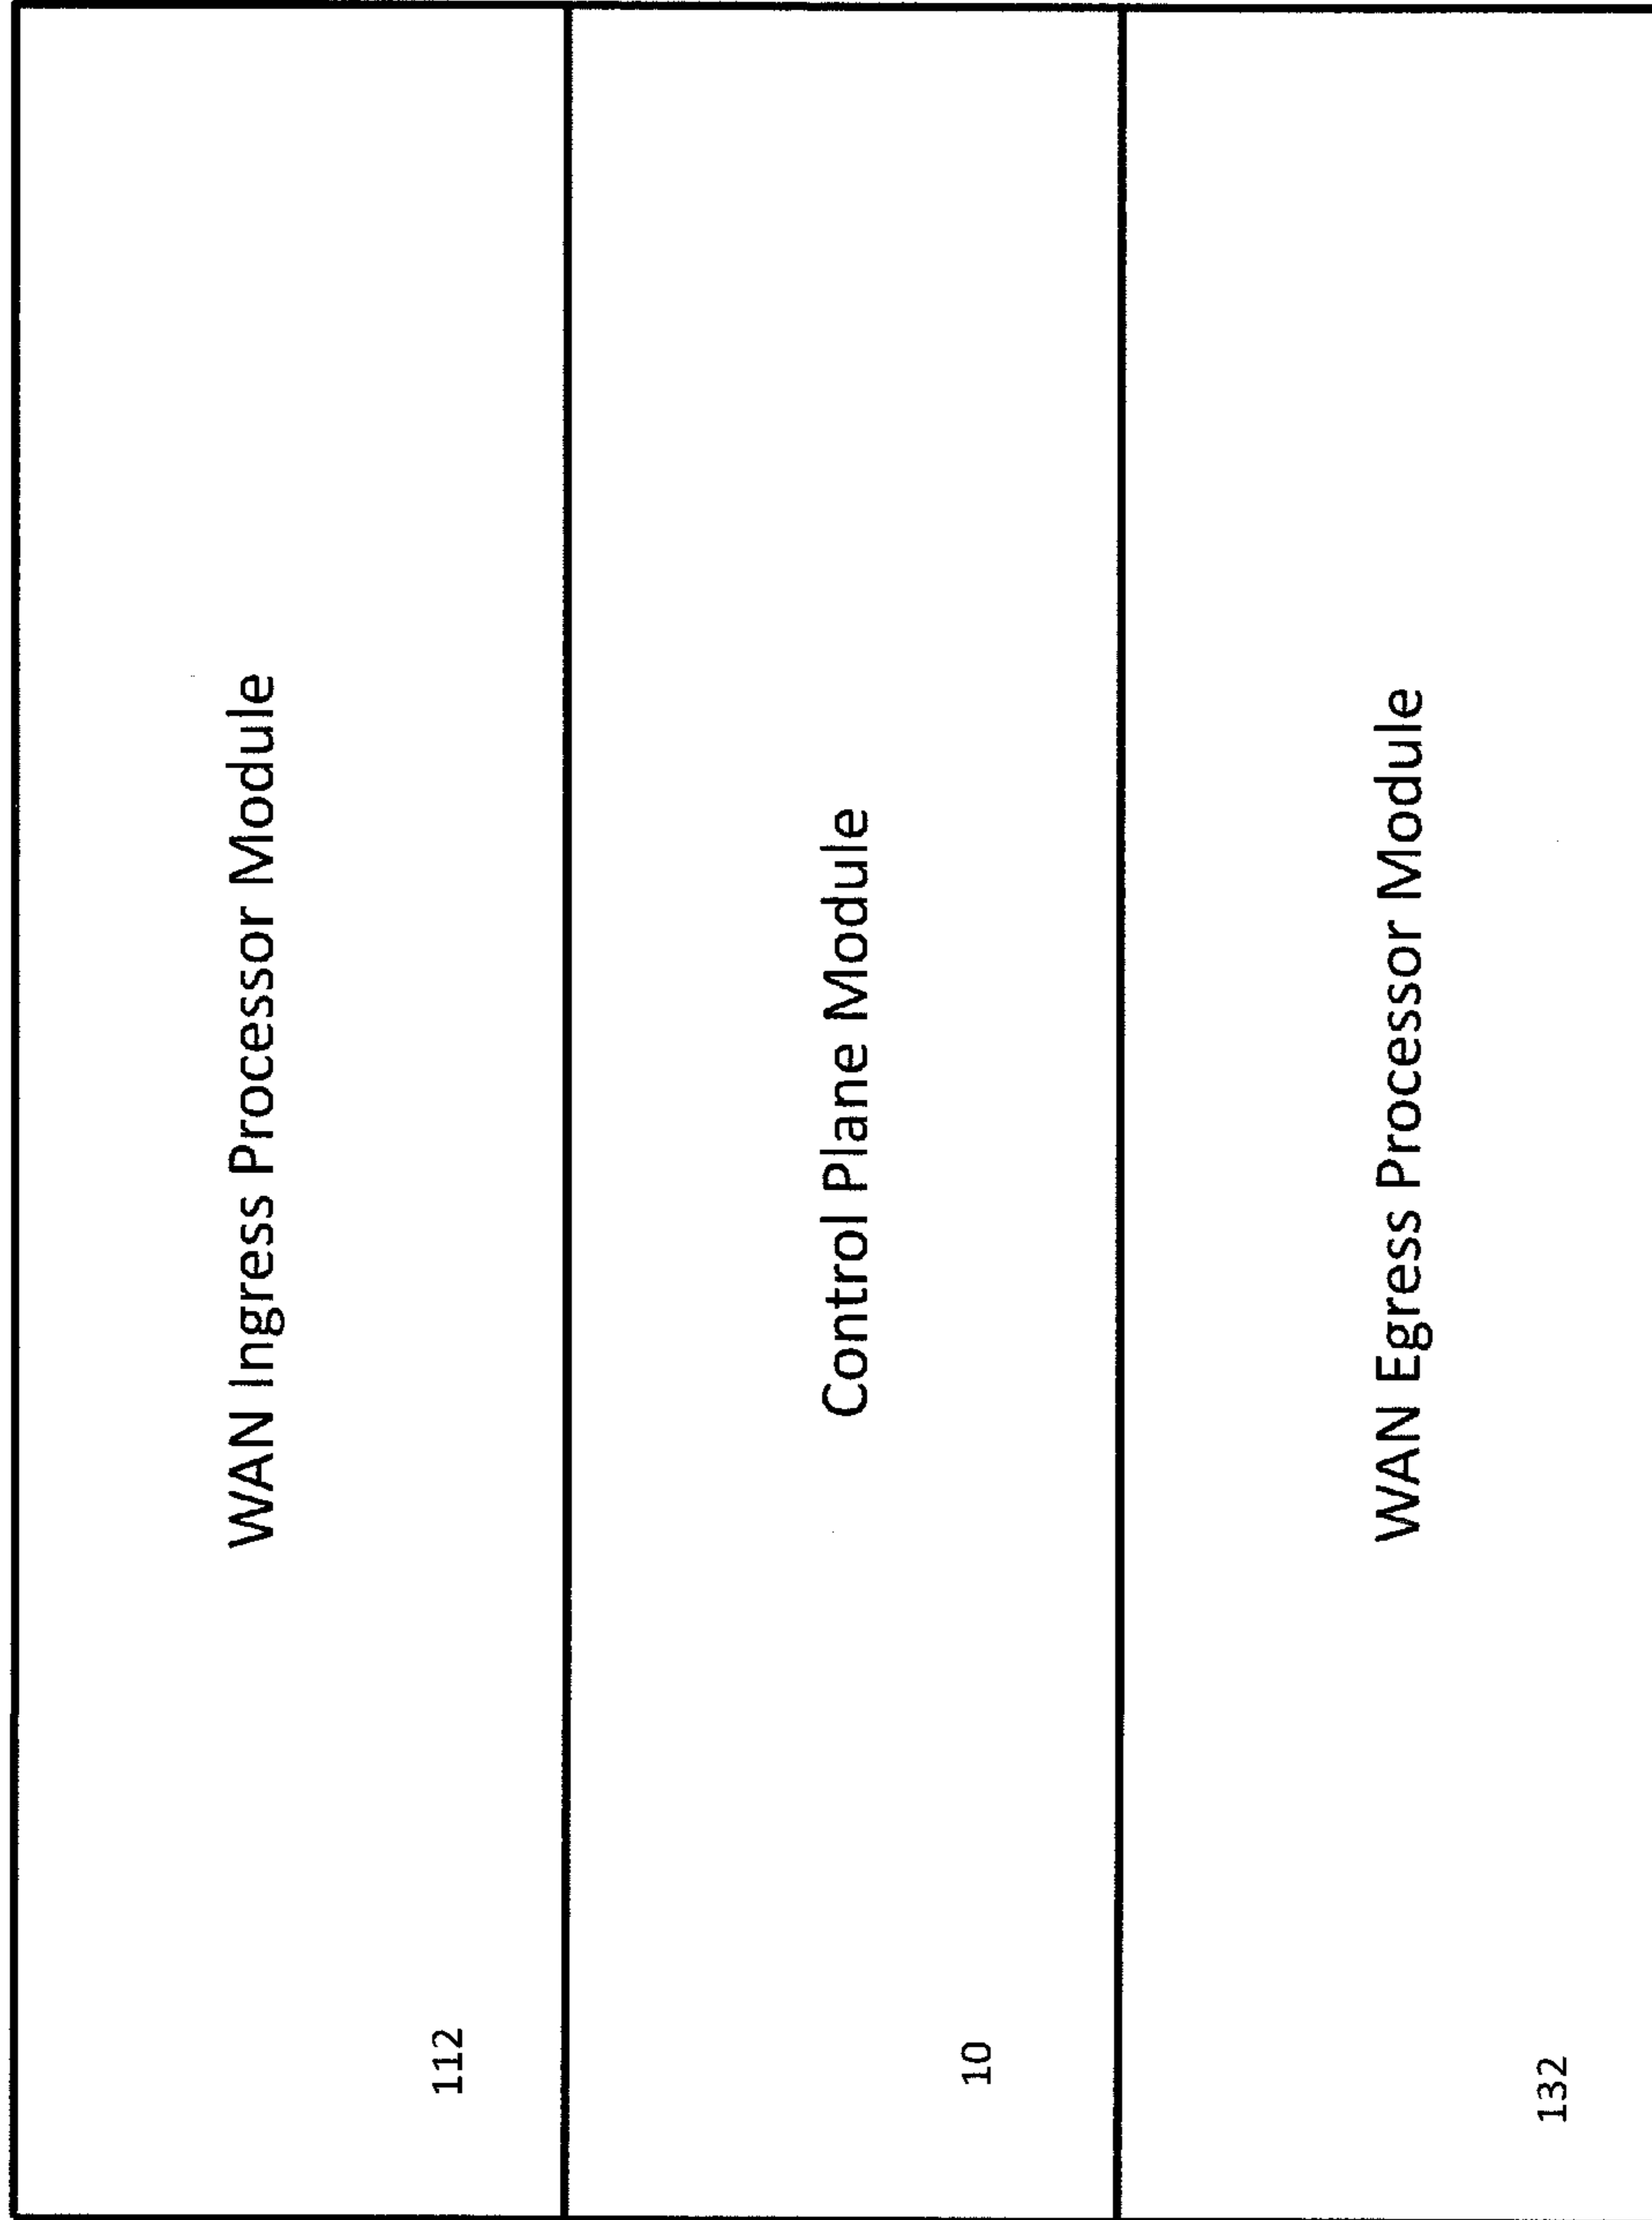 WAN Ingress Processor Module
112
Control Plane Module
10
WAN Egress Processor Module
132